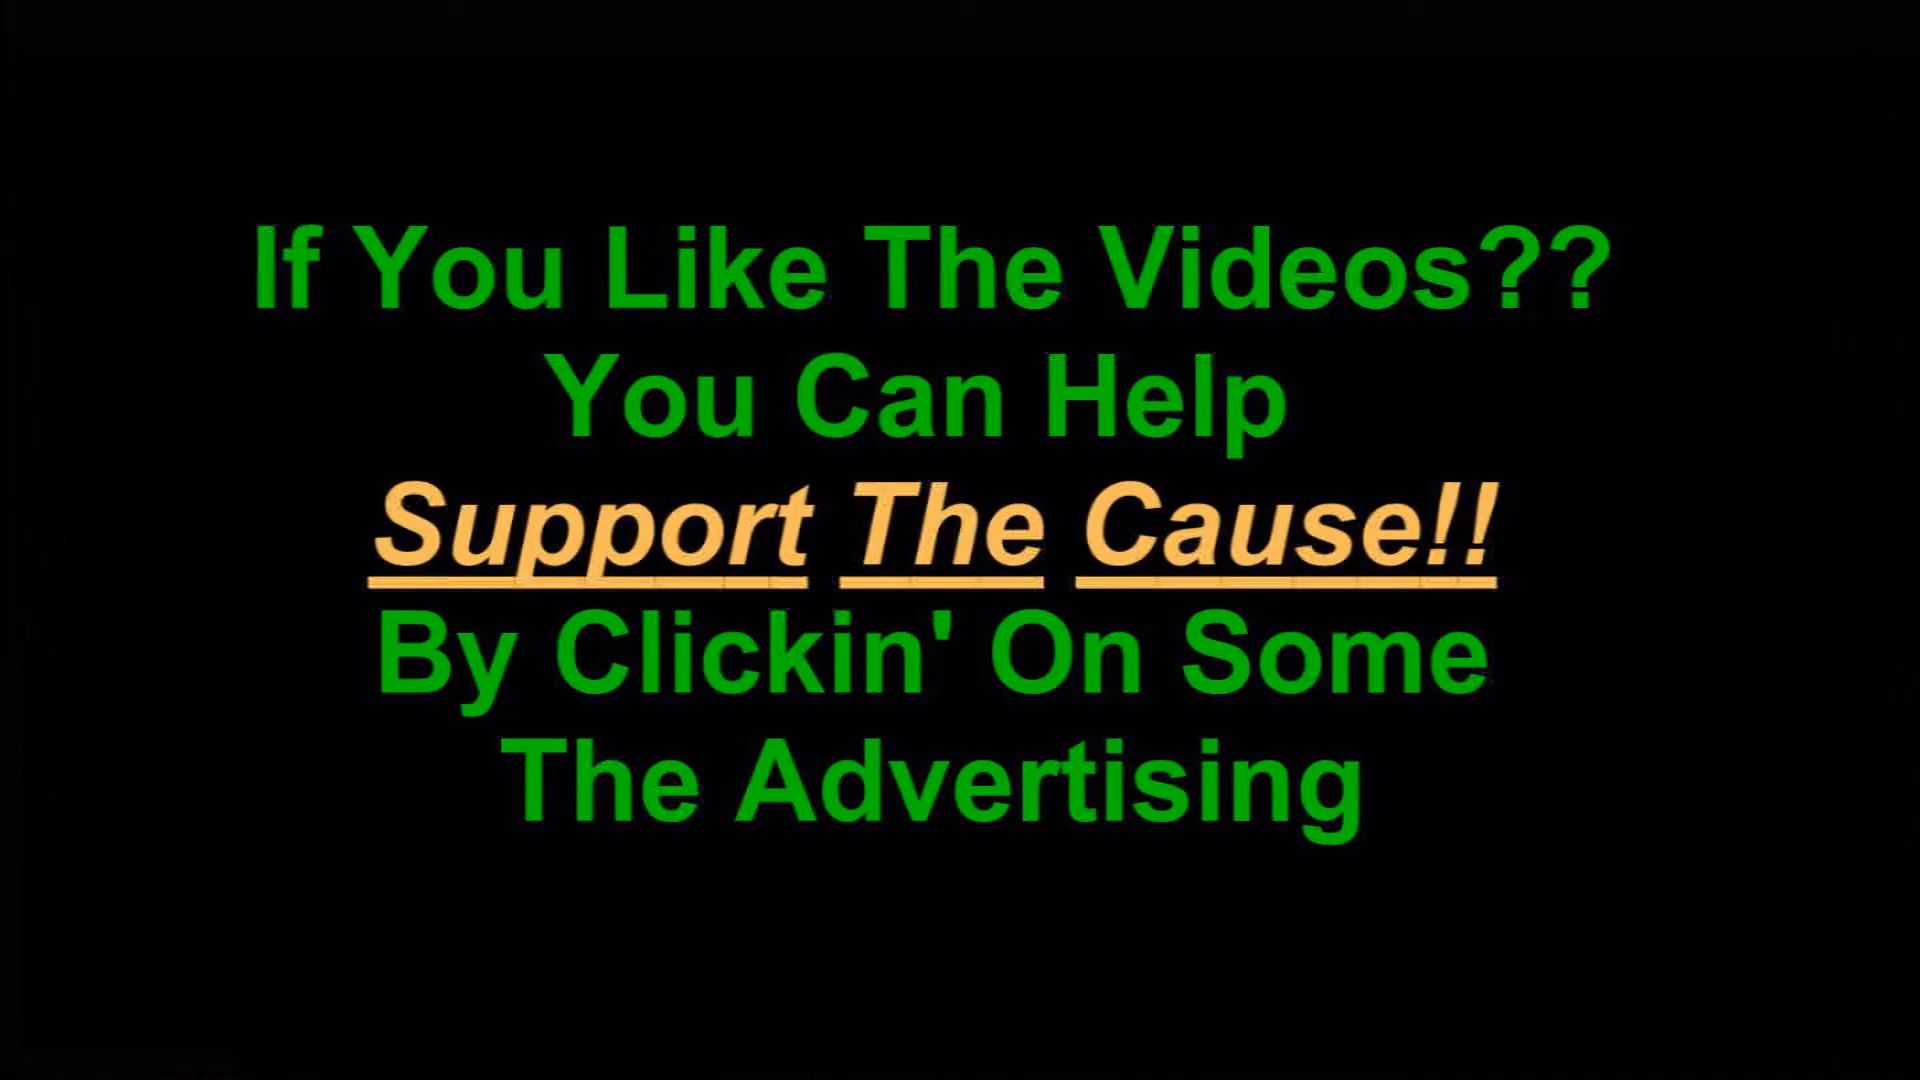 If You Like The Videos??
You Can Help
Support The Cause!!
By Clickin' On Some
The Advertising